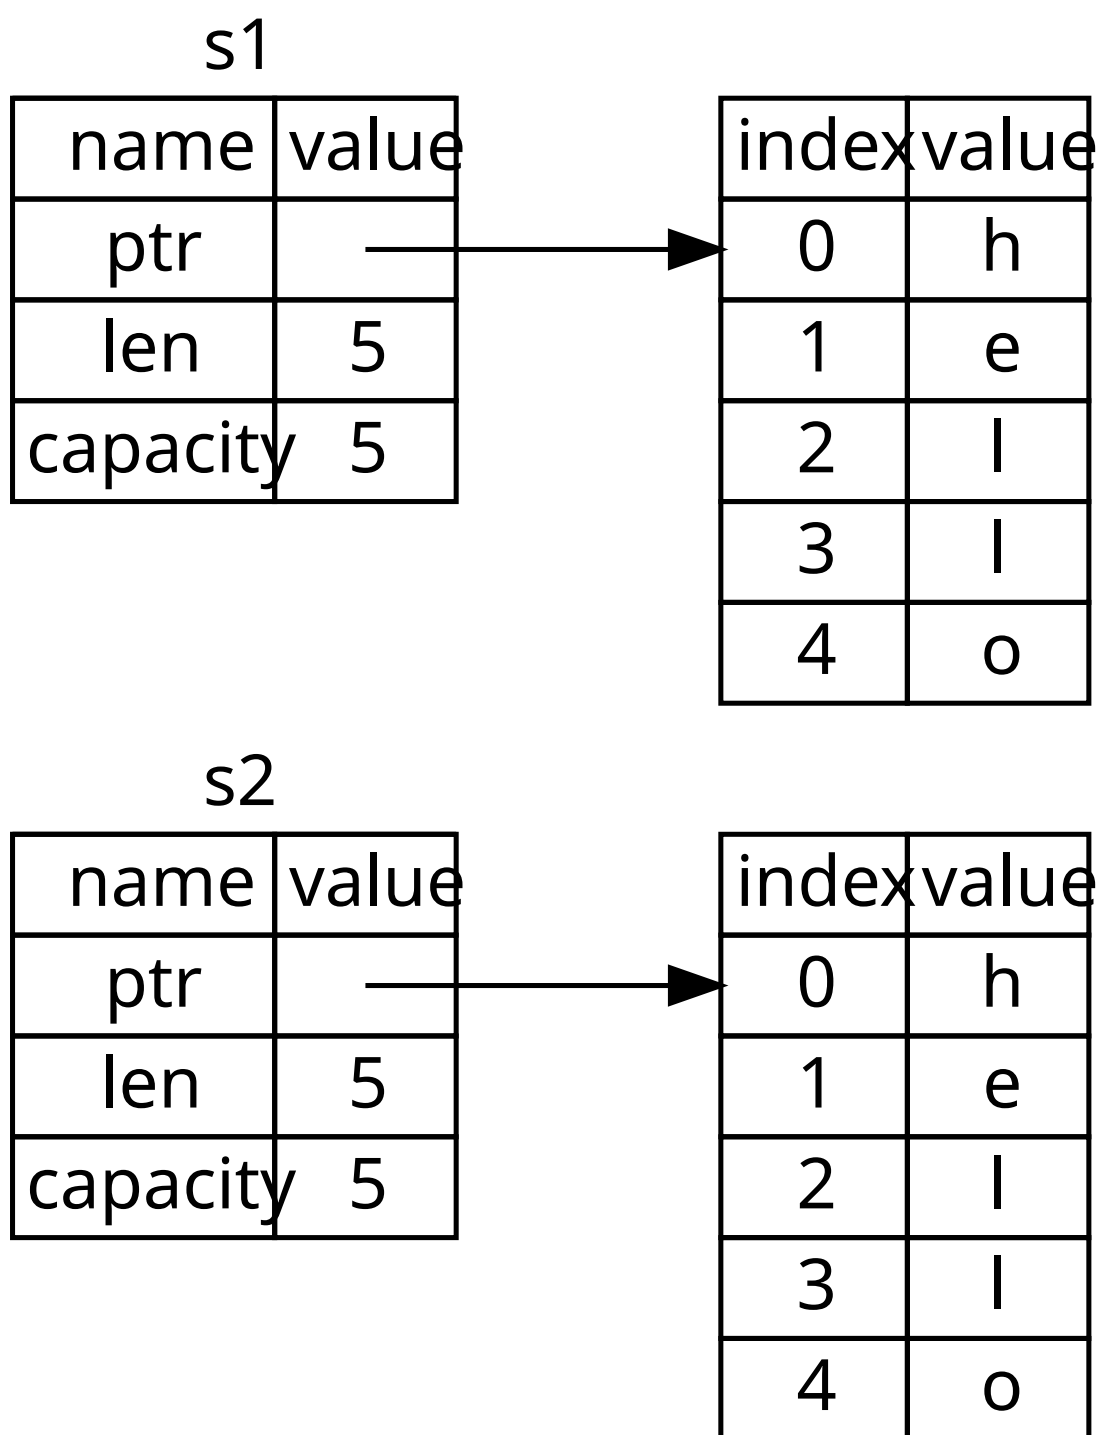 s1
name value
ptr
len 5
capacity 5
index value
0 h
1 e
2 l
3 l
4 o
s2
name value
ptr
len 5
capacity 5
index value
0 h
1 e
2 l
3 l
4 o